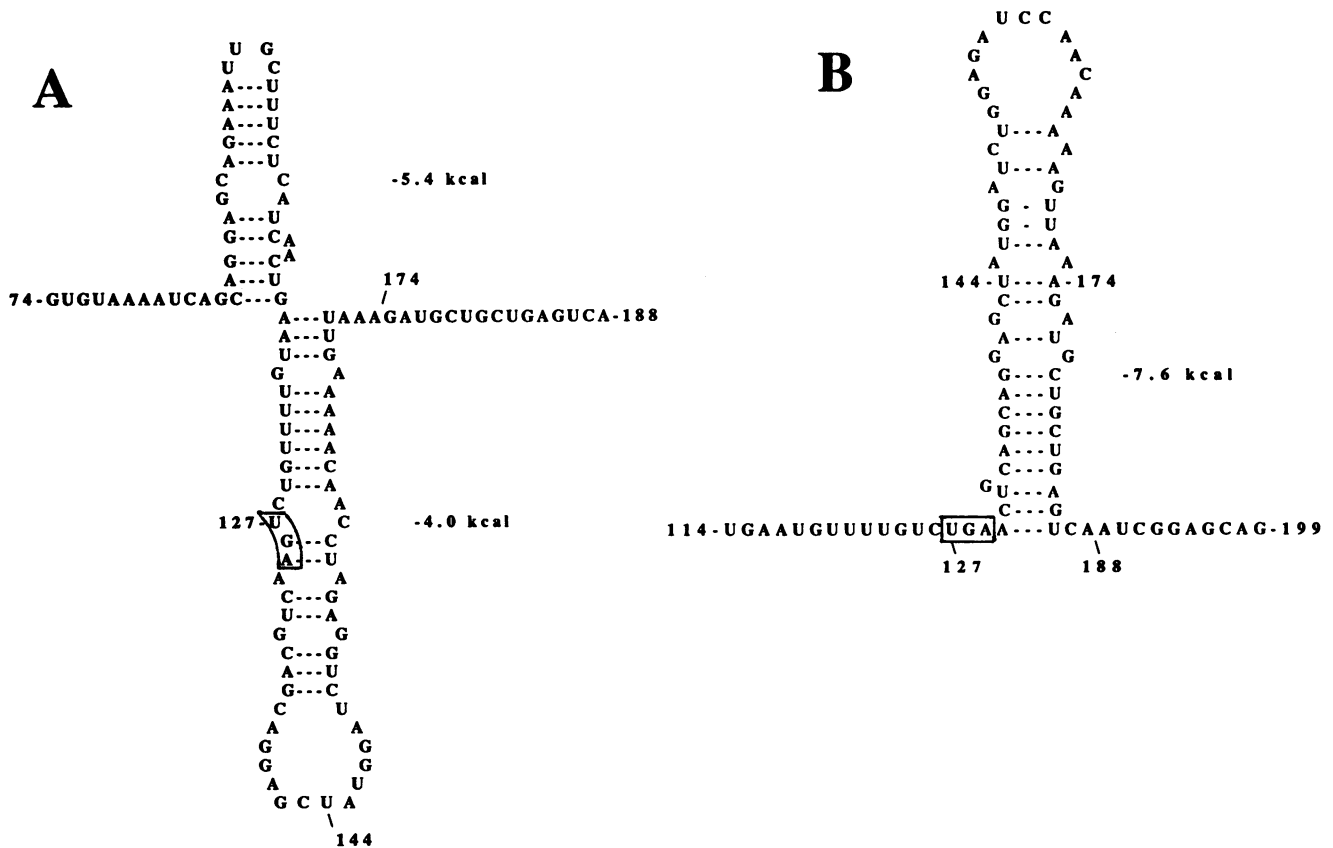 A
U G
U C
A---U
A---U
A---U
G---C
A---U
C C
G A
A---U
G---C A
G---C A
A---U
74-GUGUAAAAUCAGC---G
174
A---UAAAGAUGCUGCUGAGUCA-188
A---U
U---G
G A
U---A
U---A
U---A
U---A
G---C
U---A
C A
127-U C
G---C
A---U
A A
C---G
U---A
G G
C---G
A---U
G---C
C U
A A
G G
G G
A U
G C U A
144
-5.4 kcal
-4.0 kcal
B
U C C
A A
G A
A C
G A
G A
U---A
C A
U---A
A G
G - U
G - U
U---A
A A
144-U---A-174
C G
G A
A---U
G G
G---C
A---U
C---G
G---C
A---U
C---G
G
U---A
C---G
114-UGAAUGUUUUGUCUGAA---UCAAUCGGAGCAG-199
127 188
-7.6 kcal